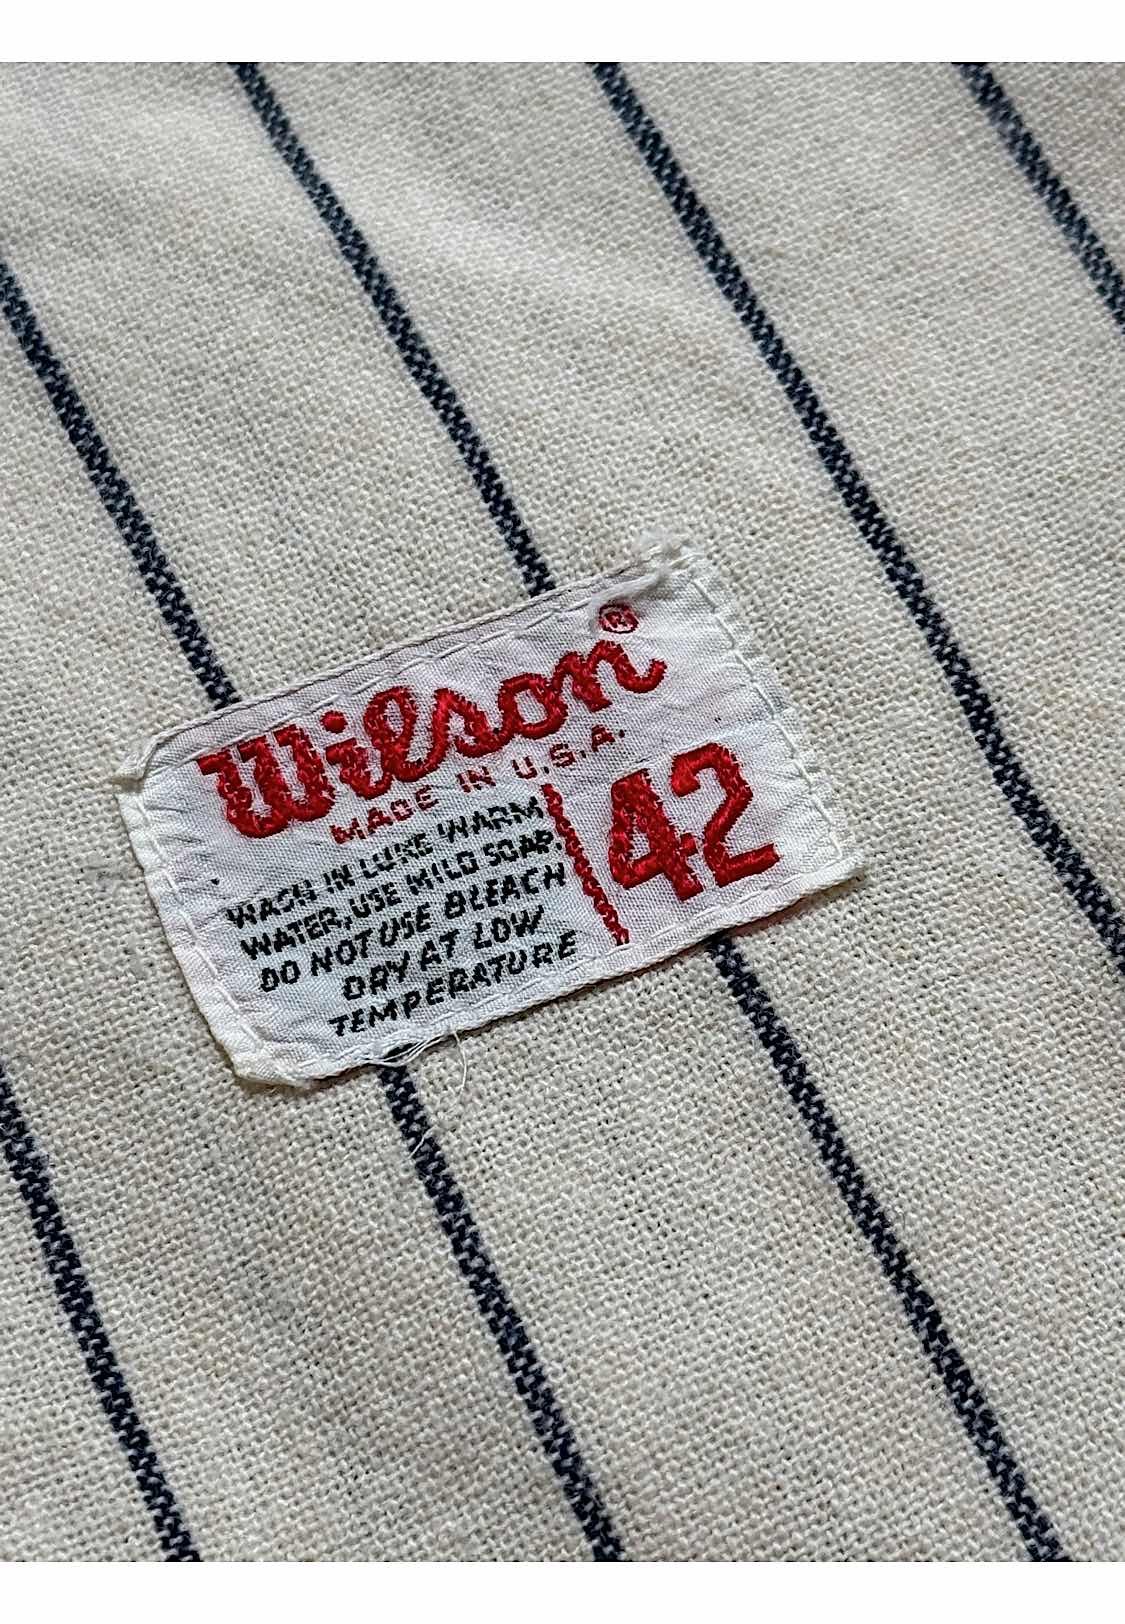 Wilson®
MADE IN U.S.A.
WASH IN LUKE WARM
WATER, USE MILD SOAP.
DO NOT USE BLEACH
DRY AT LOW
TEMPERATURE
42